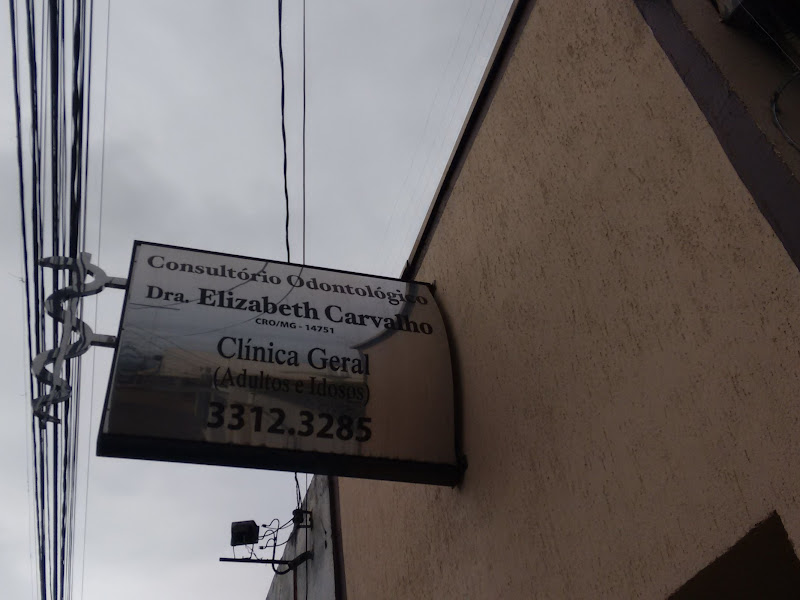 Consultório Odontológico
Dra. Elizabeth Carvalho
CRO/MG - 14751
Clínica Geral
(Adultos e Idosos)
3312.3285